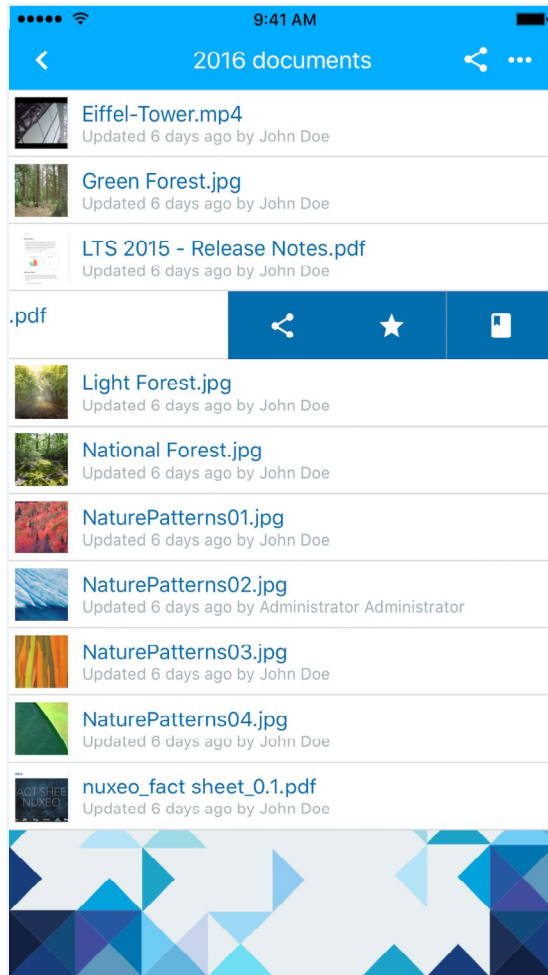 9:41 AM
2016 documents
Eiffel-Tower.mp4
Updated 6 days ago by John Doe
Green Forest.jpg
Updated 6 days ago by John Doe
LTS 2015 - Release Notes.pdf
Updated 6 days ago by John Doe
.pdf
Light Forest.jpg
Updated 6 days ago by John Doe
National Forest.jpg
Updated 6 days ago by John Doe
NaturePatterns01.jpg
Updated 6 days ago by John Doe
NaturePatterns02.jpg
Updated 6 days ago by Administrator Administrator
NaturePatterns03.jpg
Updated 6 days ago by John Doe
NaturePatterns04.jpg
Updated 6 days ago by John Doe
ACT SHEE
NUXEO
nuxeo_fact sheet_0.1.pdf
Updated 6 days ago by John Doe